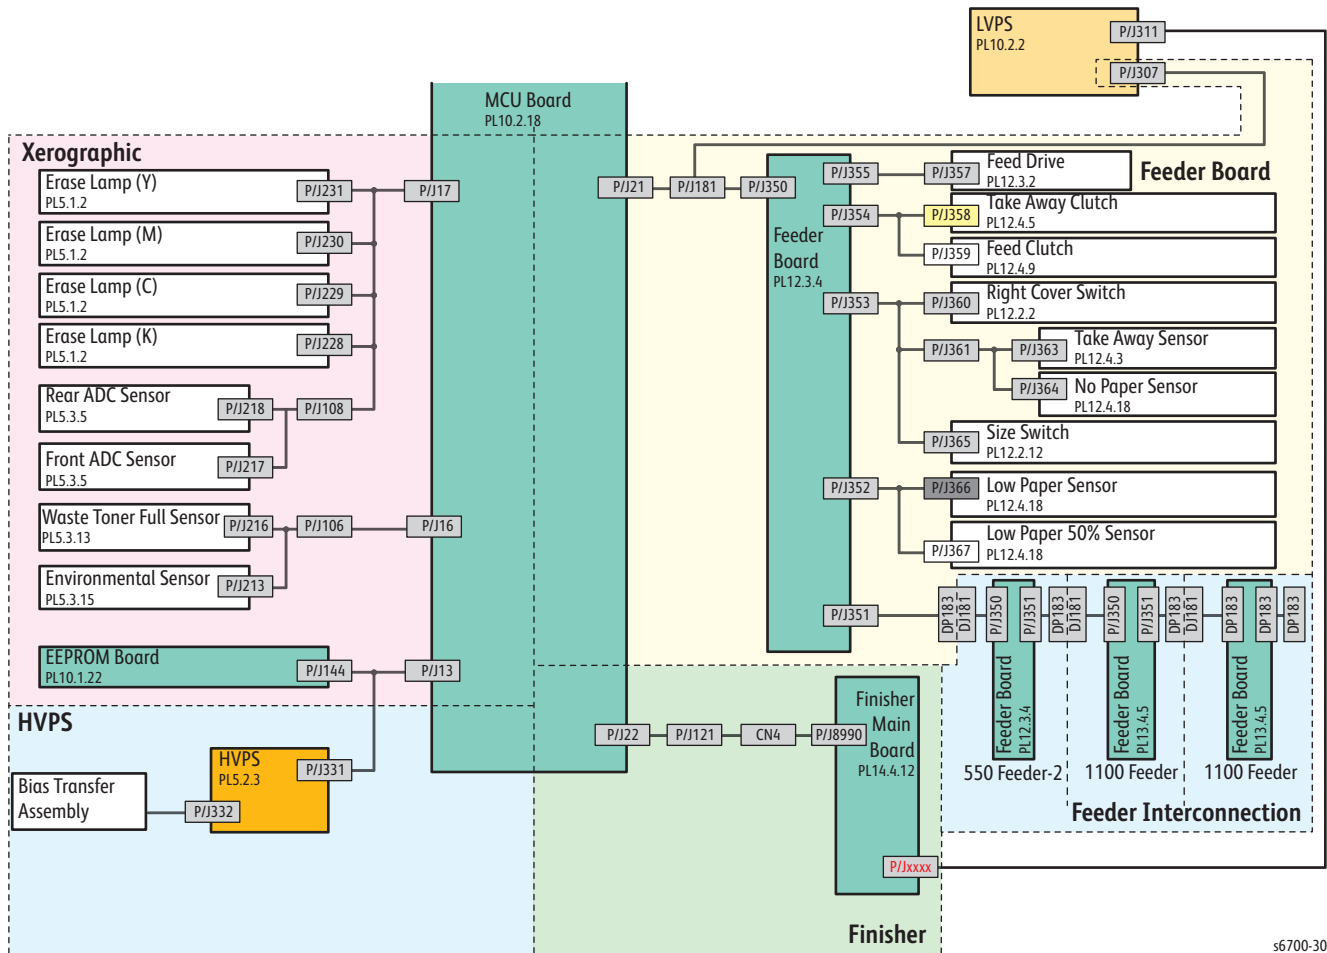 LVPS
PL10.2.2
P/J311
P/J307
MCU Board
PL10.2.18
Xerographic
Erase Lamp (Y)
PL5.1.2
P/J231
P/J17
Erase Lamp (M)
PL5.1.2
P/J230
Erase Lamp (C)
PL5.1.2
P/J229
Erase Lamp (K)
PL5.1.2
P/J228
Rear ADC Sensor
PL5.3.5
P/J218
P/J108
Front ADC Sensor
PL5.3.5
P/J217
Waste Toner Full Sensor
PL5.3.13
P/J216
P/J106
P/J16
Environmental Sensor
PL5.3.15
P/J213
EEPROM Board
PL10.1.22
P/J144
P/J13
HVPS
HVPS
PL5.2.3
P/J331
Bias Transfer
Assembly
P/J332
P/J21
P/J181
P/J350
Feeder
Board
PL12.3.4
Feeder Board
P/J355
P/J357
Feed Drive
PL12.3.2
P/J354
P/J358
Take Away Clutch
PL12.4.5
P/J359
Feed Clutch
PL12.4.9
P/J353
P/J360
Right Cover Switch
PL12.2.2
P/J361
P/J363
Take Away Sensor
PL12.4.3
P/J364
No Paper Sensor
PL12.4.18
P/J365
Size Switch
PL12.2.12
P/J352
P/J366
Low Paper Sensor
PL12.4.18
P/J367
Low Paper 50% Sensor
PL12.4.18
P/J351
DP183
DJ181
P/J350
P/J351
DP183
DJ181
P/J350
P/J351
DP183
DJ181
DP183
DP183
DP183
Feeder Board
PL12.3.4
Feeder Board
PL13.4.5
Feeder Board
PL13.4.5
550 Feeder-2
1100 Feeder
1100 Feeder
Feeder Interconnection
P/J22
P/J121
CN4
P/J8990
Finisher
Main
Board
PL14.4.12
P/Jxxxx
Finisher
s6700-30